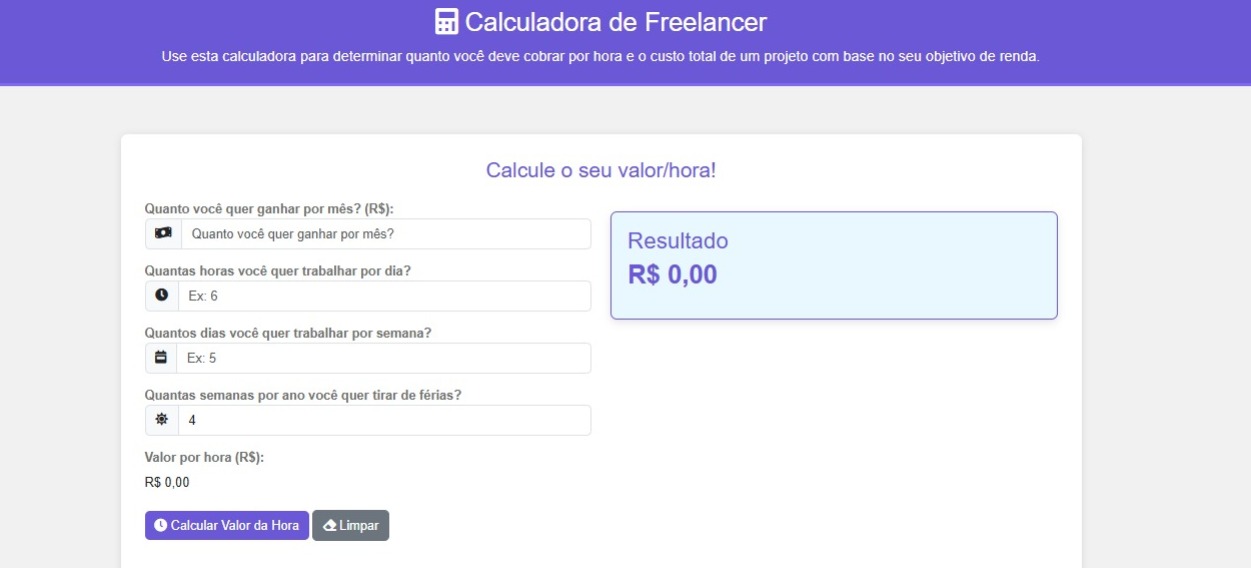 Calculadora de Freelancer
Use esta calculadora para determinar quanto você deve cobrar por hora e o custo total de um projeto com base no seu objetivo de renda.
Calcule o seu valor/hora!
Quanto você quer ganhar por mês? (R$):
Quanto você quer ganhar por mês?
Quantas horas você quer trabalhar por dia?
Ex: 6
Quantos dias você quer trabalhar por semana?
Ex: 5
Quantas semanas por ano você quer tirar de férias?
4
Valor por hora (R$):
R$ 0,00
Calcular Valor da Hora
Limpar
Resultado
R$ 0,00